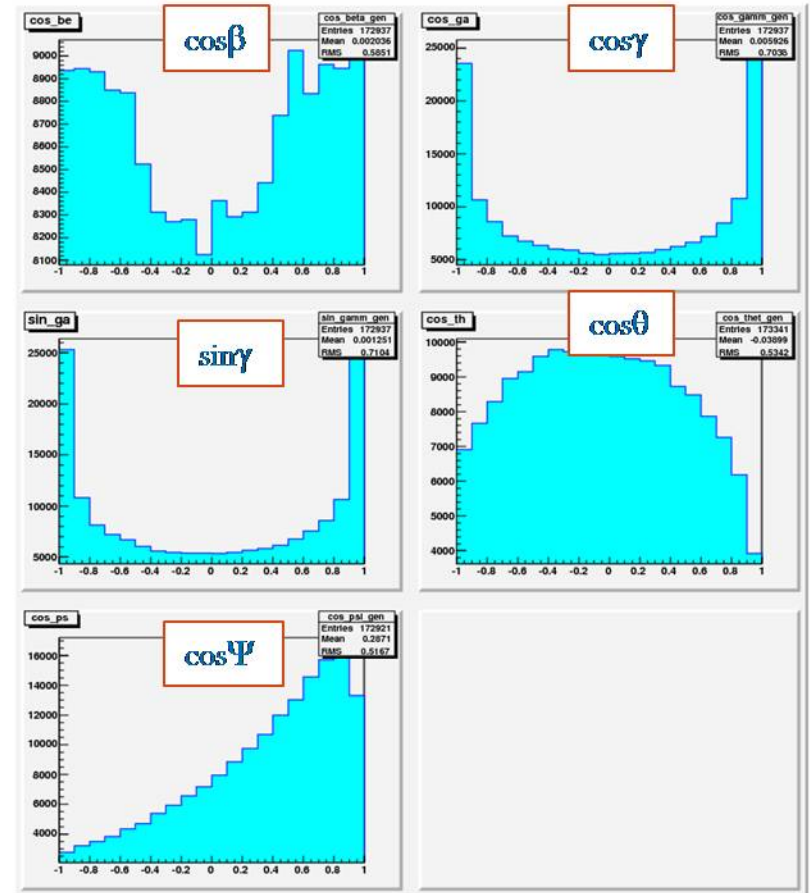 cos_be
cosβ
cos_beta_gen
Entries 172937
Mean 0.002036
RMS 0.5851
9000
8900
8800
8700
8600
8500
8400
8300
8200
8100
-1 -0.8 -0.6 -0.4 -0.2 0 0.2 0.4 0.6 0.8 1
cos_ga
cosγ
cos_gamm_gen
Entries 172937
Mean 0.005926
RMS 0.7038
25000
20000
15000
10000
5000
-1 -0.8 -0.6 -0.4 -0.2 0 0.2 0.4 0.6 0.8 1
sin_ga
sinγ
sin_gamm_gen
Entries 172937
Mean 0.001251
RMS 0.7104
25000
20000
15000
10000
5000
-1 -0.8 -0.6 -0.4 -0.2 0 0.2 0.4 0.6 0.8 1
cos_th
cosθ
cos_thet_gen
Entries 173341
Mean -0.03899
RMS 0.5342
10000
9000
8000
7000
6000
5000
4000
-1 -0.8 -0.6 -0.4 -0.2 0 0.2 0.4 0.6 0.8 1
cos_ps
cosΨ
cos_psi_gen
Entries 172921
Mean 0.2871
RMS 0.5167
16000
14000
12000
10000
8000
6000
4000
-1 -0.8 -0.6 -0.4 -0.2 0 0.2 0.4 0.6 0.8 1